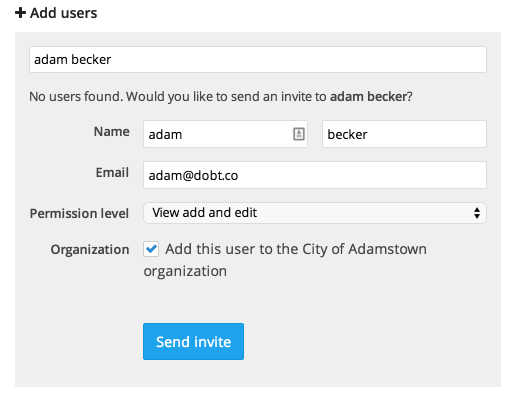 Add users
adam becker
No users found. Would you like to send an invite to adam becker?
Name adam becker
Email adam@dobt.co
Permission level View add and edit
Organization Add this user to the City of Adamstown
organization
Send invite